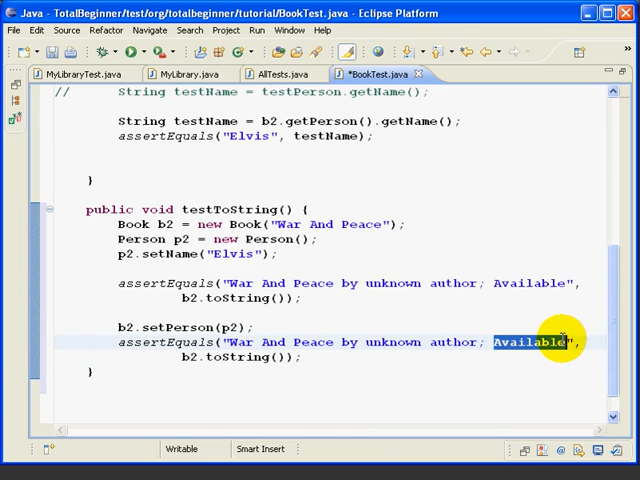 Java - TotalBeginner/test/org/totalbeginner/tutorial/BookTest.java - Eclipse Platform
File Edit Source Refactor Navigate Search Project Run Window Help
MyLibraryTest.java MyLibrary.java AllTests.java *BookTest.java
// String testName = testPerson.getName();
String testName = b2.getPerson().getName();
assertEquals("Elvis", testName);
}
public void testToString() {
Book b2 = new Book("War And Peace");
Person p2 = new Person();
p2.setName("Elvis");
assertEquals("War And Peace by unknown author; Available",
b2.toString());
b2.setPerson(p2);
assertEquals("War And Peace by unknown author; Available",
b2.toString());
}
Writable Smart Insert